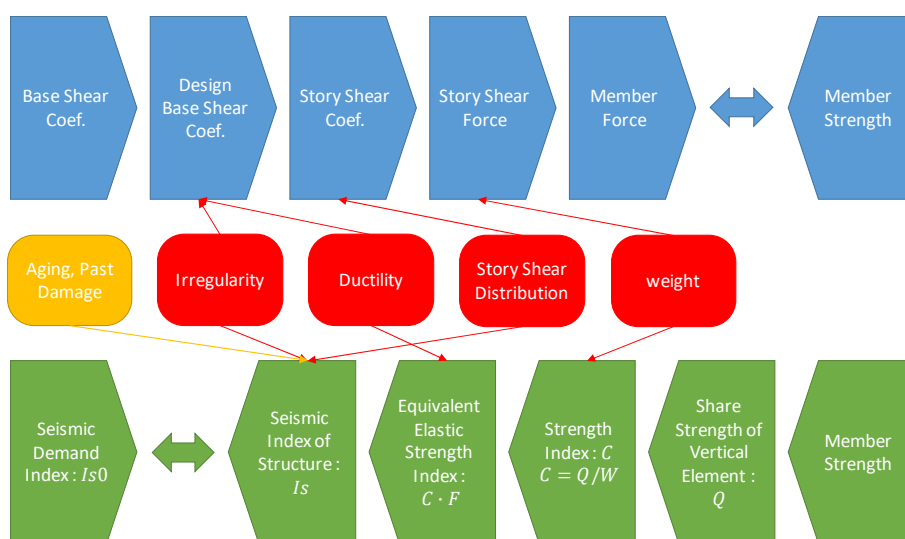 Base Shear
Coef.
Design
Base Shear
Coef.
Story Shear
Coef.
Story Shear
Force
Member
Force
Member
Strength
Aging, Past
Damage
Irregularity
Ductility
Story Shear
Distribution
weight
Seismic
Demand
Index : Is0
Seismic
Index of
Structure :
Is
Equivalent
Elastic
Strength
Index :
C · F
Strength
Index : C
C = Q/W
Share
Strength of
Vertical
Element :
Q
Member
Strength